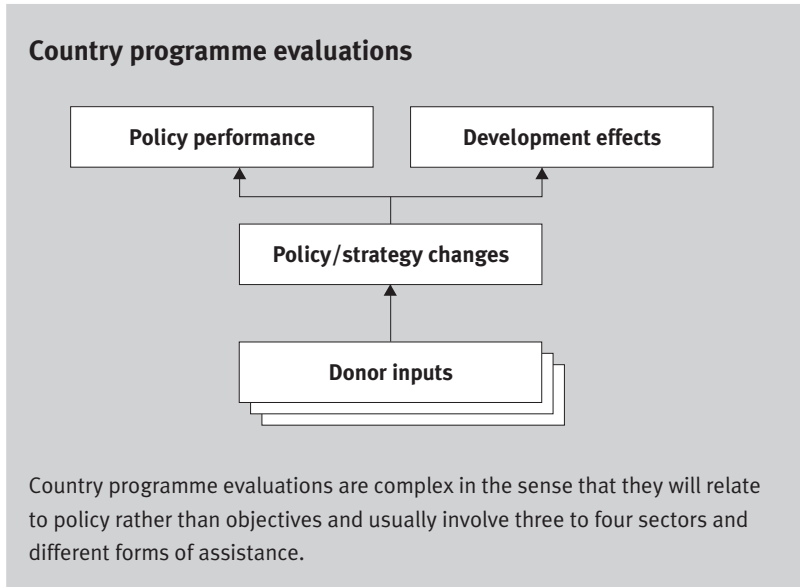 Country programme evaluations
Policy performance
Development effects
Policy/strategy changes
Donor inputs
Country programme evaluations are complex in the sense that they will relate
to policy rather than objectives and usually involve three to four sectors and
different forms of assistance.